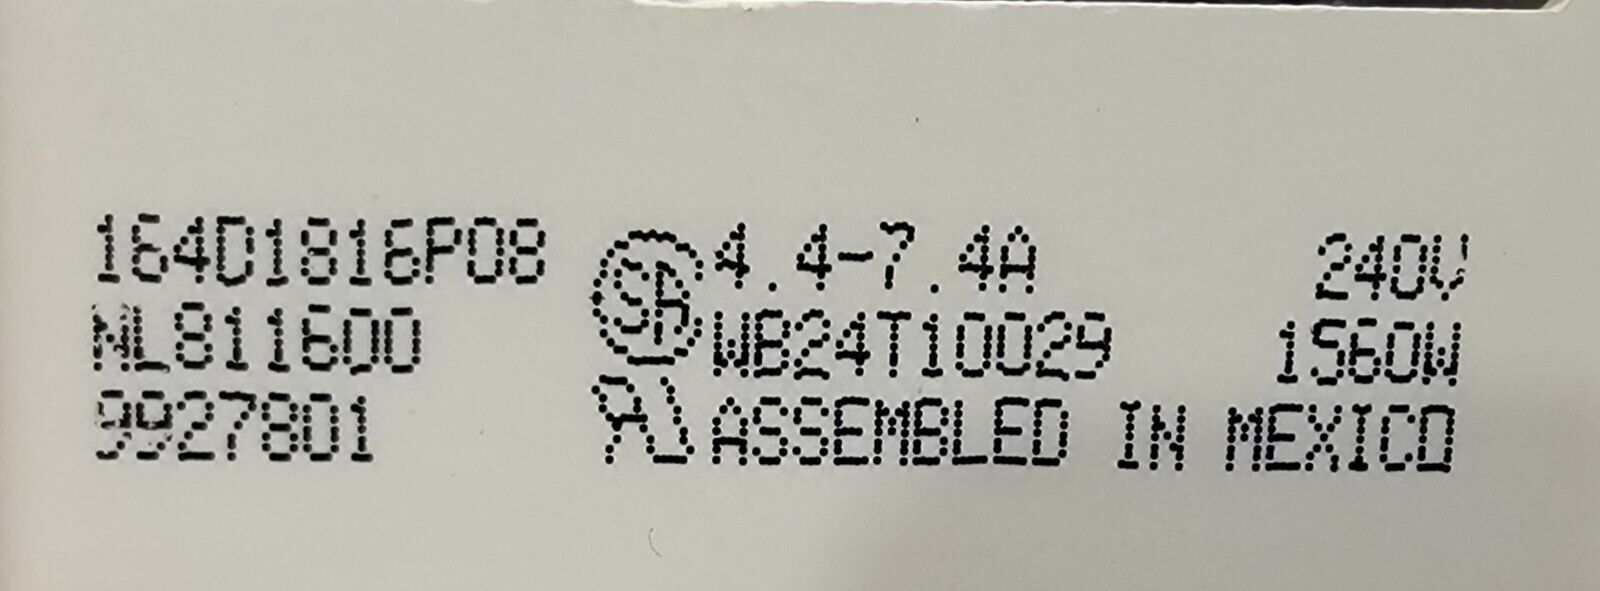 164D1816P08 4.4-7.4A 240V
NL811600 WB24T10029 1560W
9927801 ASSEMBLED IN MEXICO